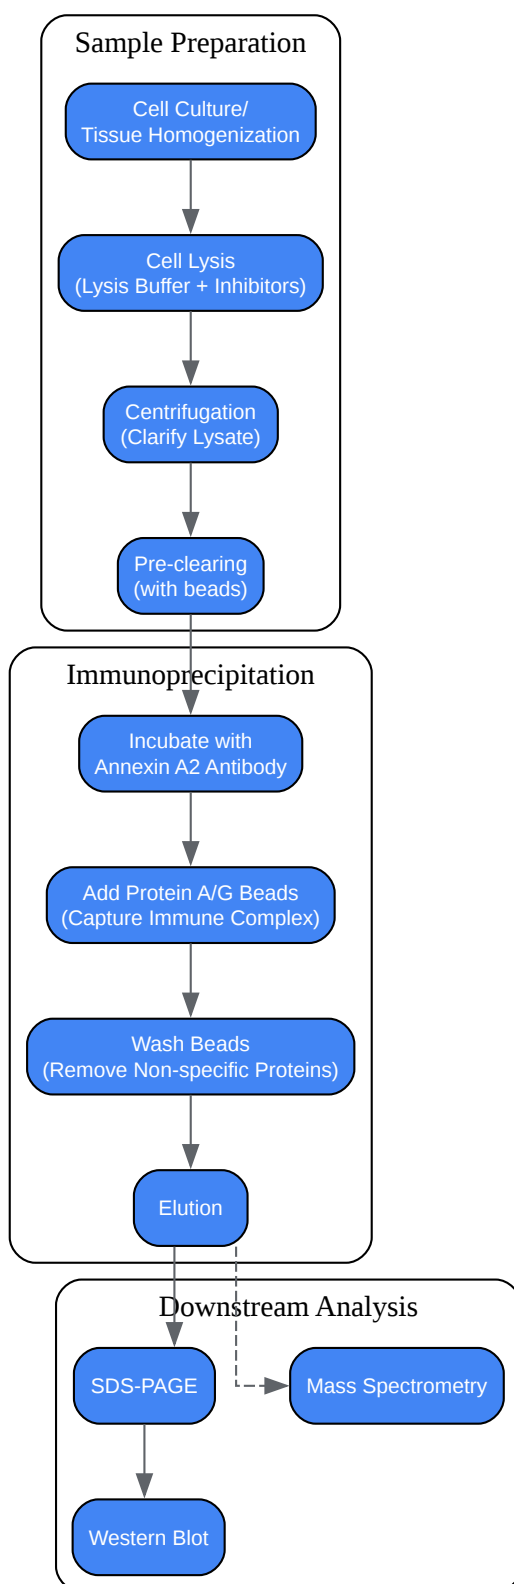 Sample Preparation
Cell Culture/
Tissue Homogenization
Cell Lysis
(Lysis Buffer + Inhibitors)
Centrifugation
(Clarify Lysate)
Pre-clearing
(with beads)
Immunoprecipitation
Incubate with
Annexin A2 Antibody
Add Protein A/G Beads
(Capture Immune Complex)
Wash Beads
(Remove Non-specific Proteins)
Elution
Downstream Analysis
SDS-PAGE
Mass Spectrometry
Western Blot